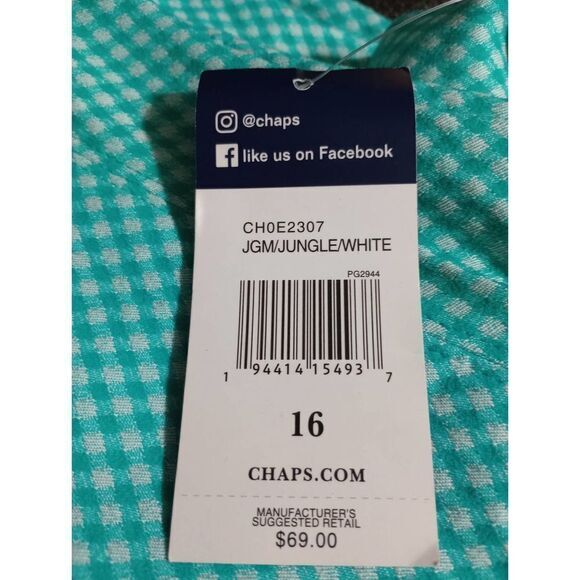 @chaps
like us on Facebook
CH0E2307
JGM/JUNGLE/WHITE
PG2944
1 94414 15493 7
16
CHAPS.COM
MANUFACTURER'S
SUGGESTED RETAIL
$69.00